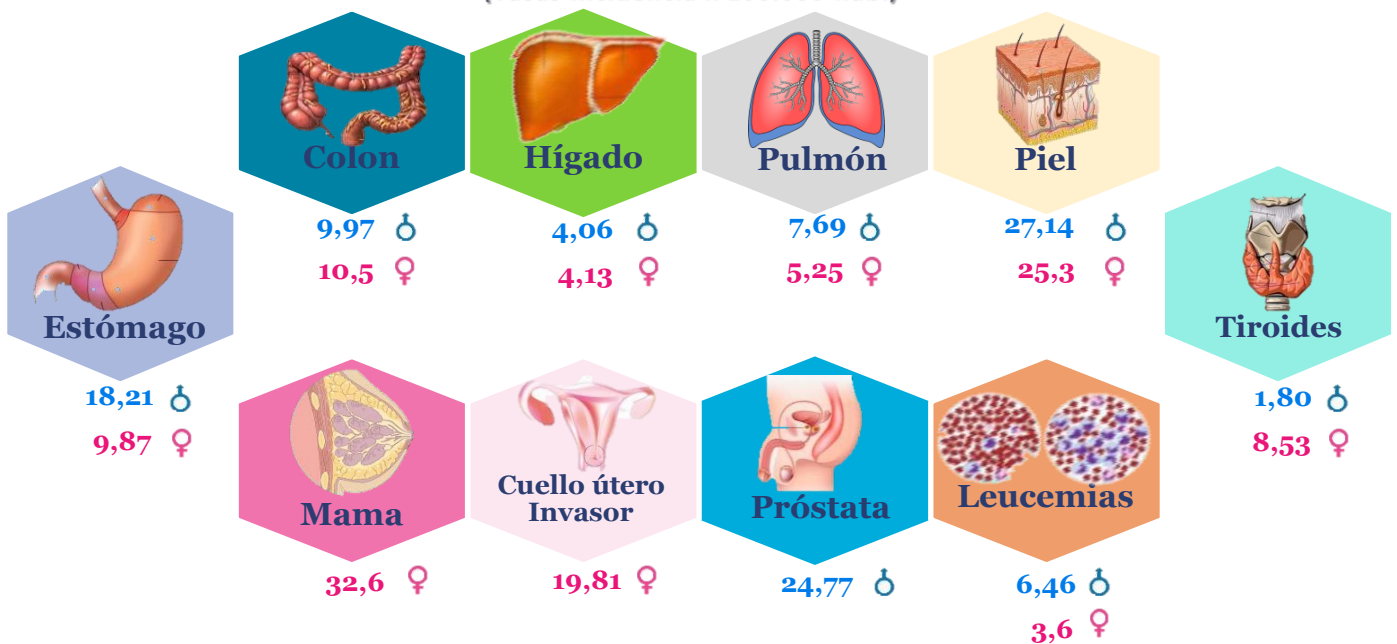 Colon
9,97
10,5
Hígado
4,06
4,13
Pulmón
7,69
5,25
Piel
27,14
25,3
Estómago
18,21
9,87
Tiroides
1,80
8,53
Mama
32,6
Cuello útero
Invasor
19,81
Próstata
24,77
Leucemias
6,46
3,6